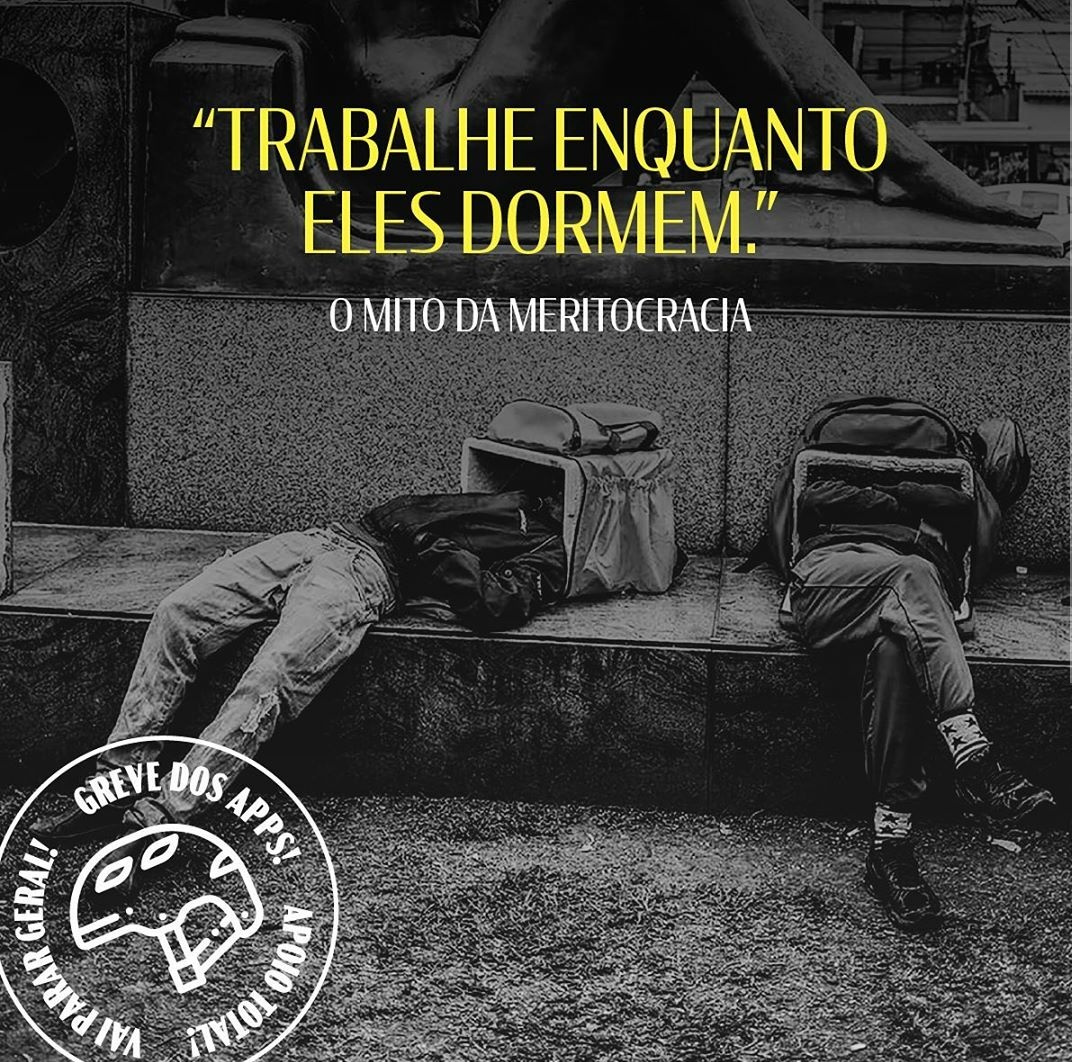 “TRABALHE ENQUANTO
ELES DORMEM.”
O MITO DA MERITOCRACIA
GREVE DOS APPS!
APOIO TOTAL!
VAI PARAR GERAL!